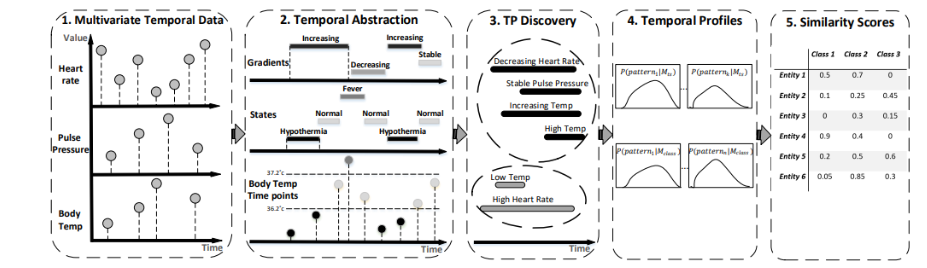 1. Multivariate Temporal Data
Value
Heart rate
Pulse Pressure
Body Temp
Time
2. Temporal Abstraction
Increasing
Increasing
Stable
Gradients
Decreasing
Fever
States
Normal
Normal
Normal
Hypothermia
Hypothermia
37.2°c
Body Temp
Time points
36.2°c
Time
3. TP Discovery
Decreasing Heart Rate
Stable Pulse Pressure
Increasing Temp
High Temp
Low Temp
High Heart Rate
Time
4. Temporal Profiles
5. Similarity Scores
Class 1 Class 2 Class 3
Entity 1 0.5 0.7 0
Entity 2 0.1 0.25 0.45
Entity 3 0 0.3 0.15
Entity 4 0.9 0.4 0
Entity 5 0.2 0.5 0.6
Entity 6 0.05 0.85 0.3